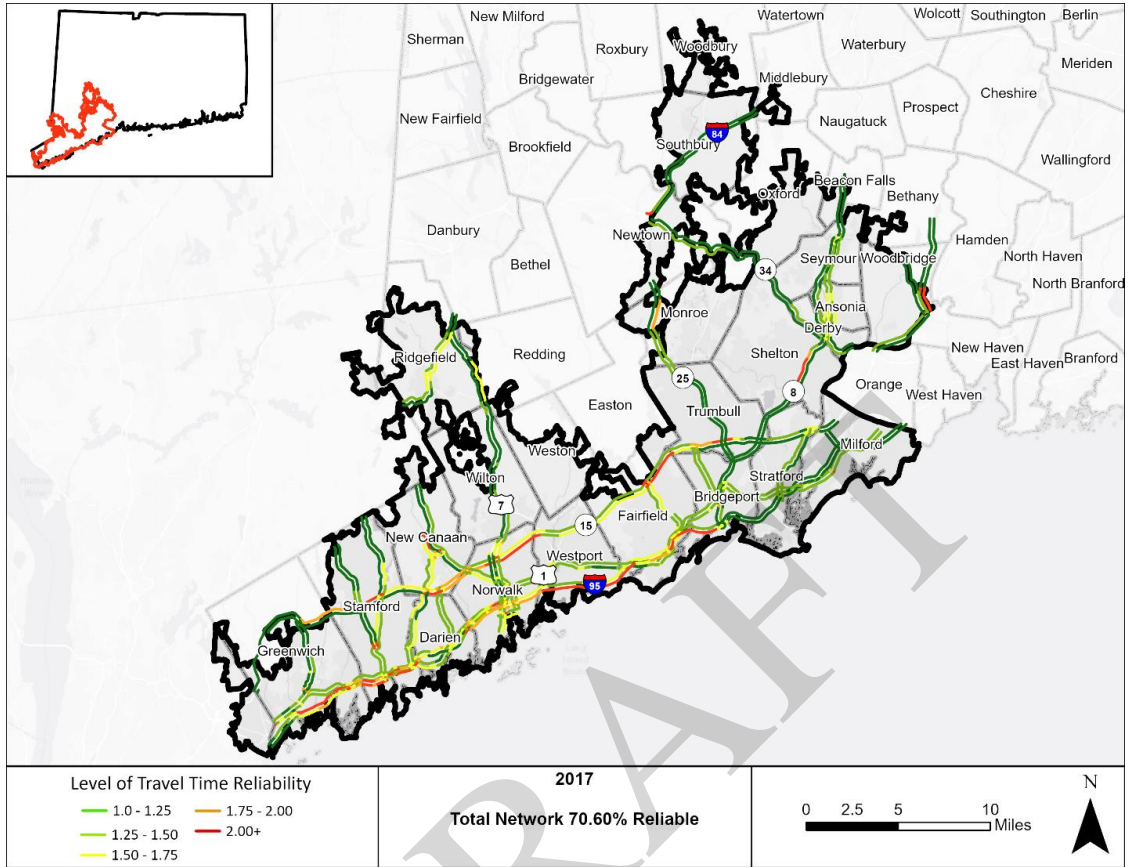 New Milford
Watertown
Wolcott
Southington
Berlin
Sherman
Roxbury
Woodbury
Waterbury
Meriden
Bridgewater
Middlebury
Cheshire
Prospect
New Fairfield
Naugatuck
84
Brookfield
Southbury
Wallingford
Beacon Falls
Oxford
Bethany
Danbury
Newtown
Hamden
Bethel
Seymour
Woodbridge
North Haven
34
North Branford
Monroe
Ansonia
Derby
Ridgefield
Redding
Shelton
New Haven
East Haven
Branford
25
Orange
8
West Haven
Easton
Trumbull
Milford
Weston
Wilton
Stratford
Bridgeport
7
15
Fairfield
New Canaan
Westport
1
95
Norwalk
Stamford
Darien
Greenwich
DRAFT
Level of Travel Time Reliability
1.0 - 1.25
1.25 - 1.50
1.50 - 1.75
1.75 - 2.00
2.00+
2017
Total Network 70.60% Reliable
0 2.5 5 10
Miles
N